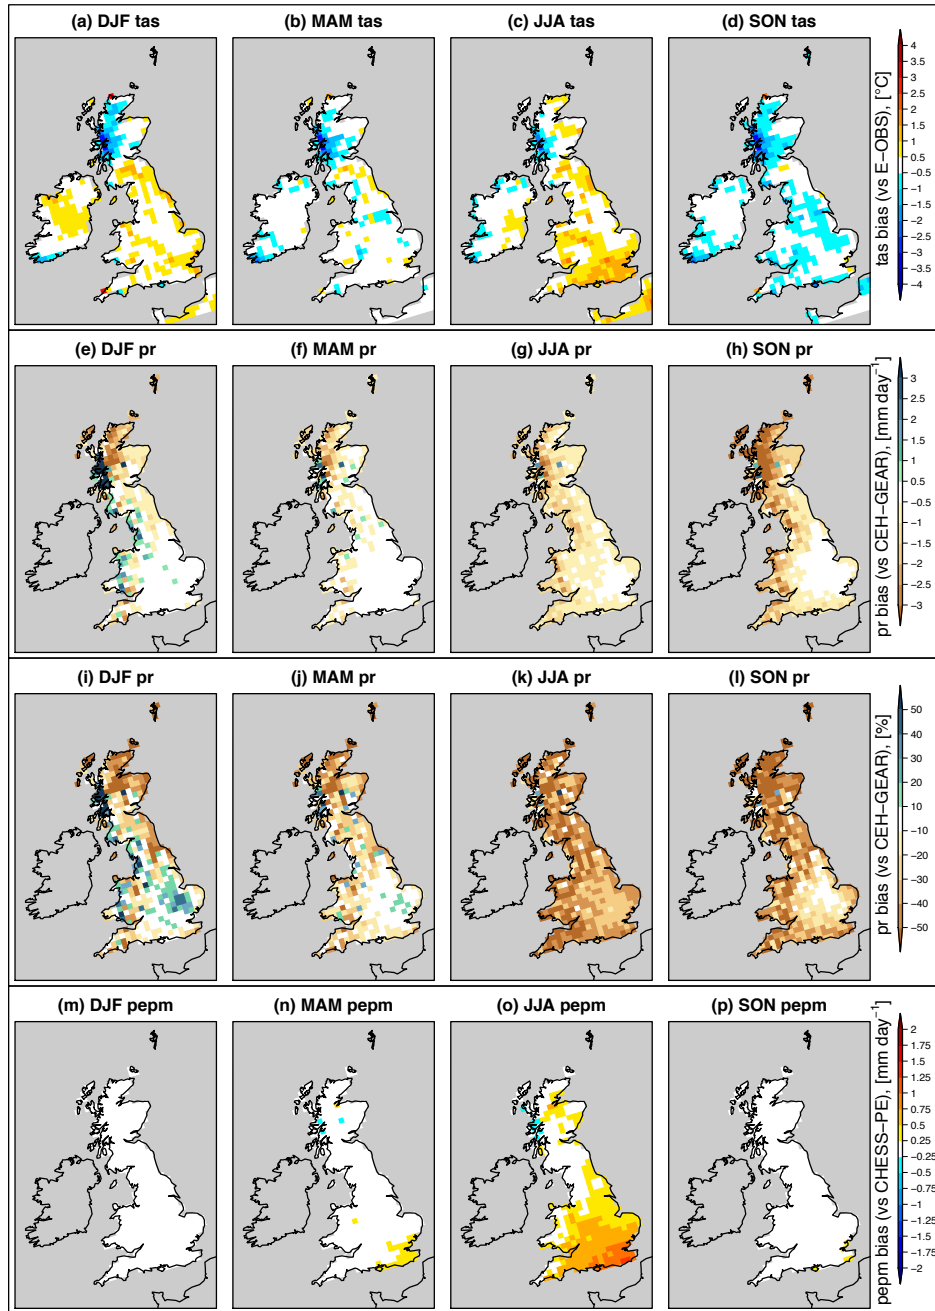 (a) DJF tas
(b) MAM tas
(c) JJA tas
(d) SON tas
4
3.5
3
2.5
2
1.5
1
0.5
−0.5
−1
−1.5
−2
−2.5
−3
−3.5
−4
tas bias (vs E−OBS), [°C]
(e) DJF pr
(f) MAM pr
(g) JJA pr
(h) SON pr
3
2.5
2
1.5
1
0.5
−0.5
−1
−1.5
−2
−2.5
−3
pr bias (vs CEH−GEAR), [mm day⁻¹]
(i) DJF pr
(j) MAM pr
(k) JJA pr
(l) SON pr
50
40
30
20
10
−10
−20
−30
−40
−50
pr bias (vs CEH−GEAR), [%]
(m) DJF pepm
(n) MAM pepm
(o) JJA pepm
(p) SON pepm
2
1.75
1.5
1.25
1
0.75
0.5
0.25
−0.25
−0.5
−0.75
−1
−1.25
−1.5
−1.75
−2
pepm bias (vs CHESS−PE), [mm day⁻¹]